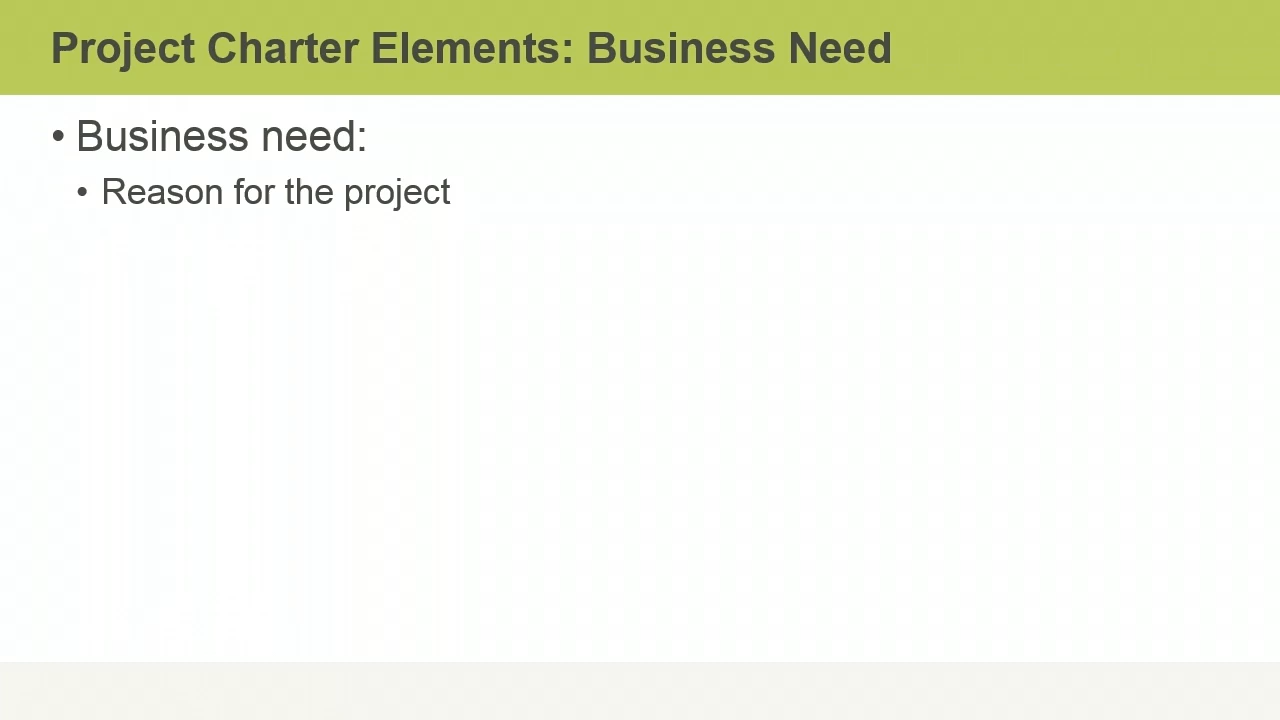 Project Charter Elements: Business Need
• Business need:
• Reason for the project